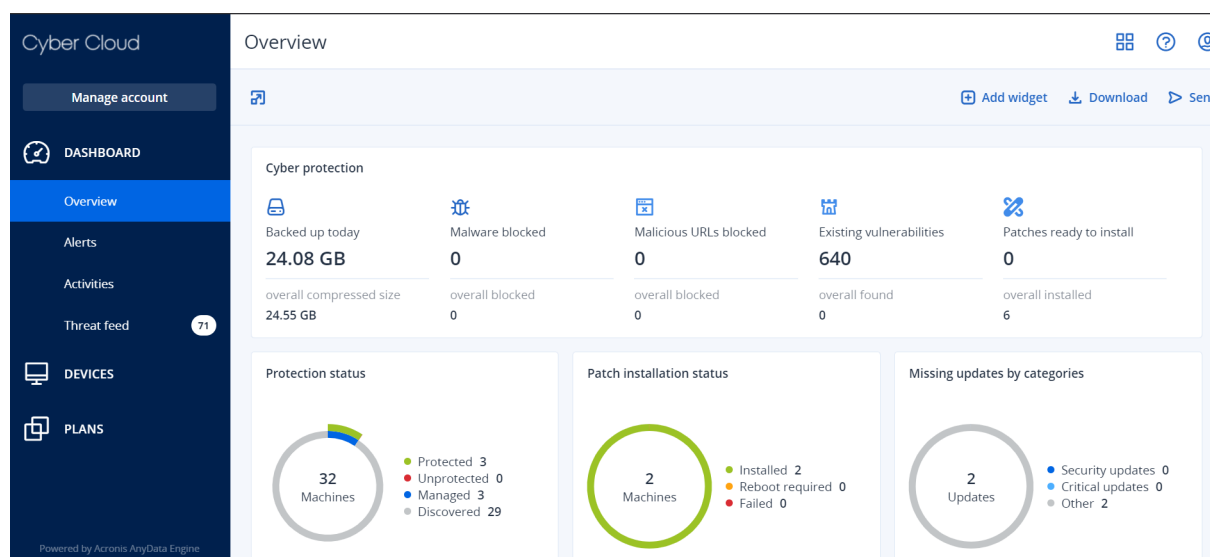 Cyber Cloud
Overview
Manage account
Add widget
Download
Sen
DASHBOARD
Overview
Alerts
Activities
Threat feed 71
DEVICES
PLANS
Powered by Acronis AnyData Engine
Cyber protection
Backed up today
24.08 GB
overall compressed size
24.55 GB
Malware blocked
0
overall blocked
0
Malicious URLs blocked
0
overall blocked
0
Existing vulnerabilities
640
overall found
0
Patches ready to install
0
overall installed
6
Protection status
32
Machines
Protected 3
Unprotected 0
Managed 3
Discovered 29
Patch installation status
2
Machines
Installed 2
Reboot required 0
Failed 0
Missing updates by categories
2
Updates
Security updates 0
Critical updates 0
Other 2